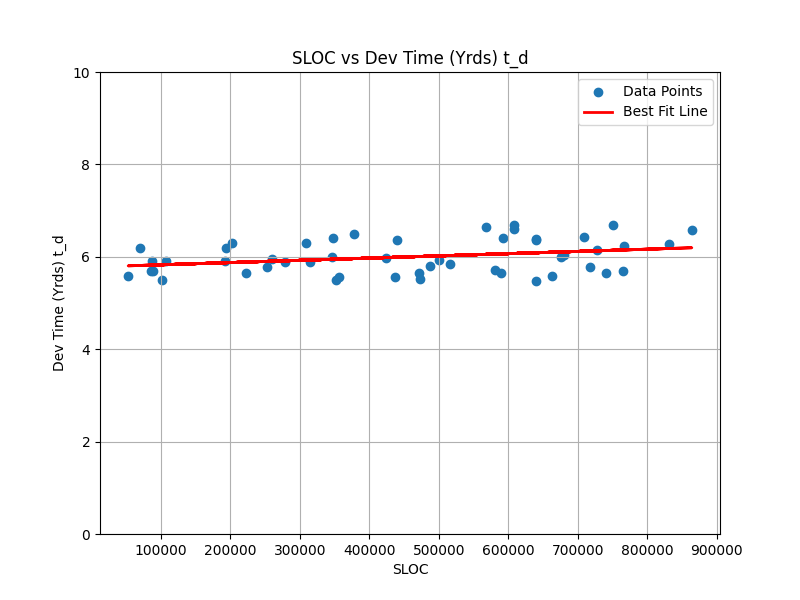 SLOC vs Dev Time (Yrds) t_d
Data Points
Best Fit Line
Dev Time (Yrds) t_d
10
8
6
4
2
0
100000 200000 300000 400000 500000 600000 700000 800000 900000
SLOC